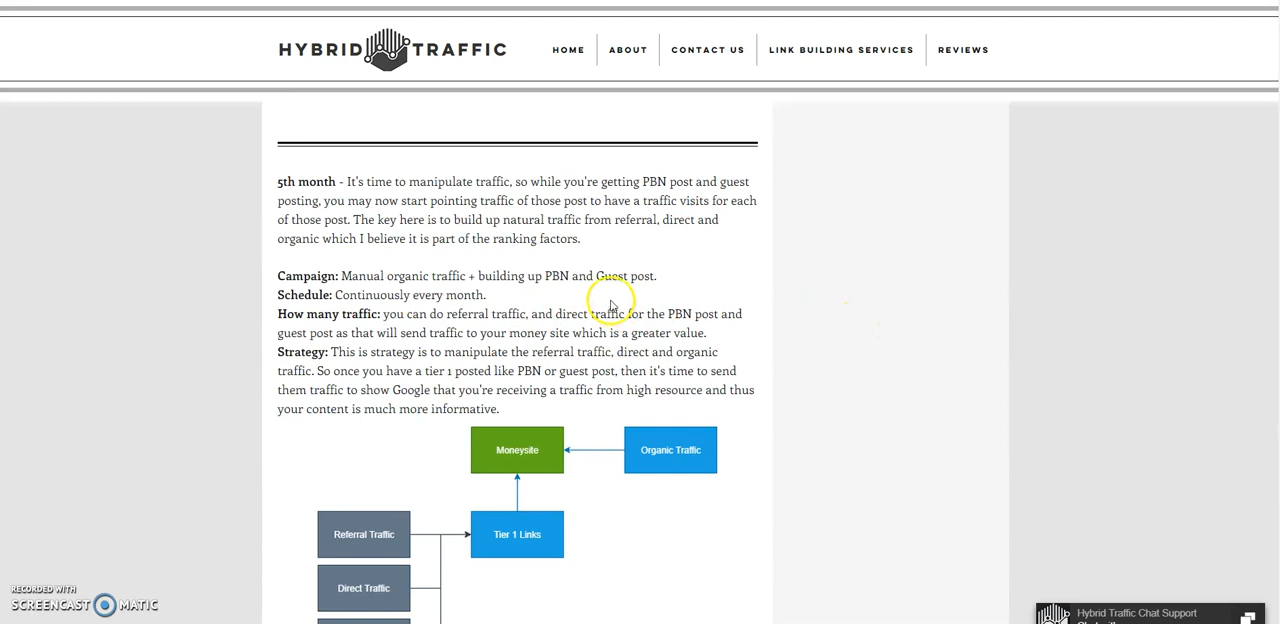 HYBRID TRAFFIC
HOME ABOUT CONTACT US LINK BUILDING SERVICES REVIEWS
5th month - It's time to manipulate traffic, so while you're getting PBN post and guest
posting, you may now start pointing traffic of those post to have a traffic visits for each
of those post. The key here is to build up natural traffic from referral, direct and
organic which I believe it is part of the ranking factors.
Campaign: Manual organic traffic + building up PBN and Guest post.
Schedule: Continuously every month.
How many traffic: you can do referral traffic, and direct traffic for the PBN post and
guest post as that will send traffic to your money site which is a greater value.
Strategy: This is strategy is to manipulate the referral traffic, direct and organic
traffic. So once you have a tier 1 posted like PBN or guest post, then it's time to send
them traffic to show Google that you're receiving a traffic from high resource and thus
your content is much more informative.
Moneysite
Organic Traffic
Referral Traffic
Tier 1 Links
Direct Traffic
RECORDED WITH
SCREENCAST MATIC
Hybrid Traffic Chat Support